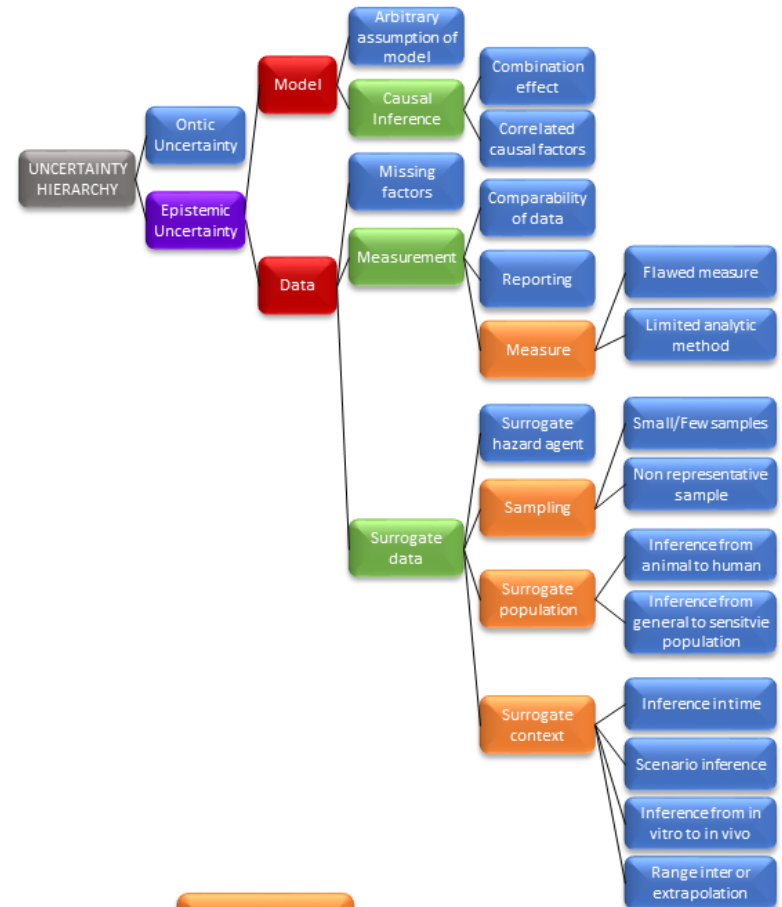 Arbitrary
assumption of
model
Model
Combination
effect
Causal
Inference
Ontic
Uncertainty
Correlated
causal factors
UNCERTAINTY
HIERARCHY
Missing
factors
Epistemic
Uncertainty
Comparability
of data
Measurement
Data
Reporting
Flawed measure
Measure
Limited analytic
method
Surrogate
hazard agent
Small/Few samples
Sampling
Non representative
sample
Surrogate
data
Inference from
animal to human
Surrogate
population
Inference from
general to sensitvie
population
Surrogate
context
Inference in time
Scenario inference
Inference from in
vitro to in vivo
Range inter or
extrapolation